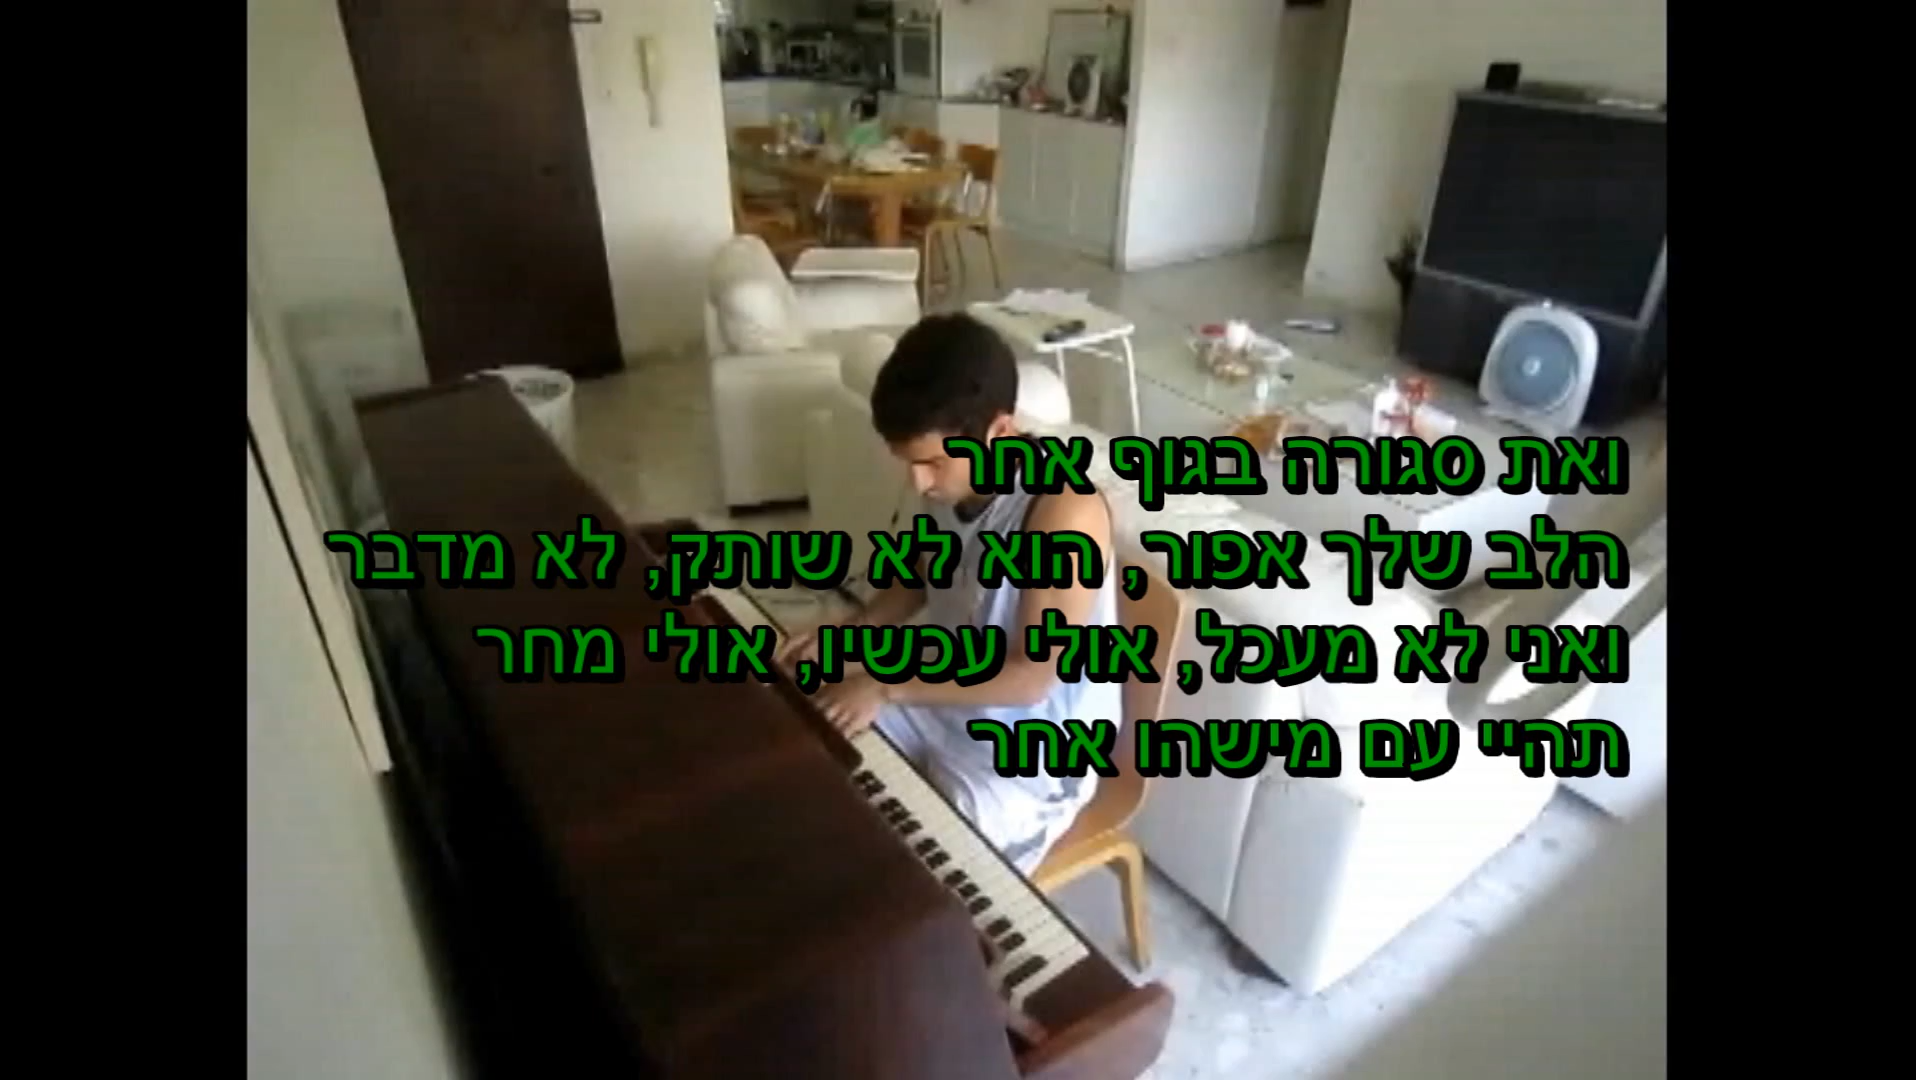 ואת סגורה בגוף אחר
הלב שלך אפור, הוא לא שותק, לא מדבר
ואני לא מעכל, אולי עכשיו, אולי מחר
תהיי עם מישהו אחר